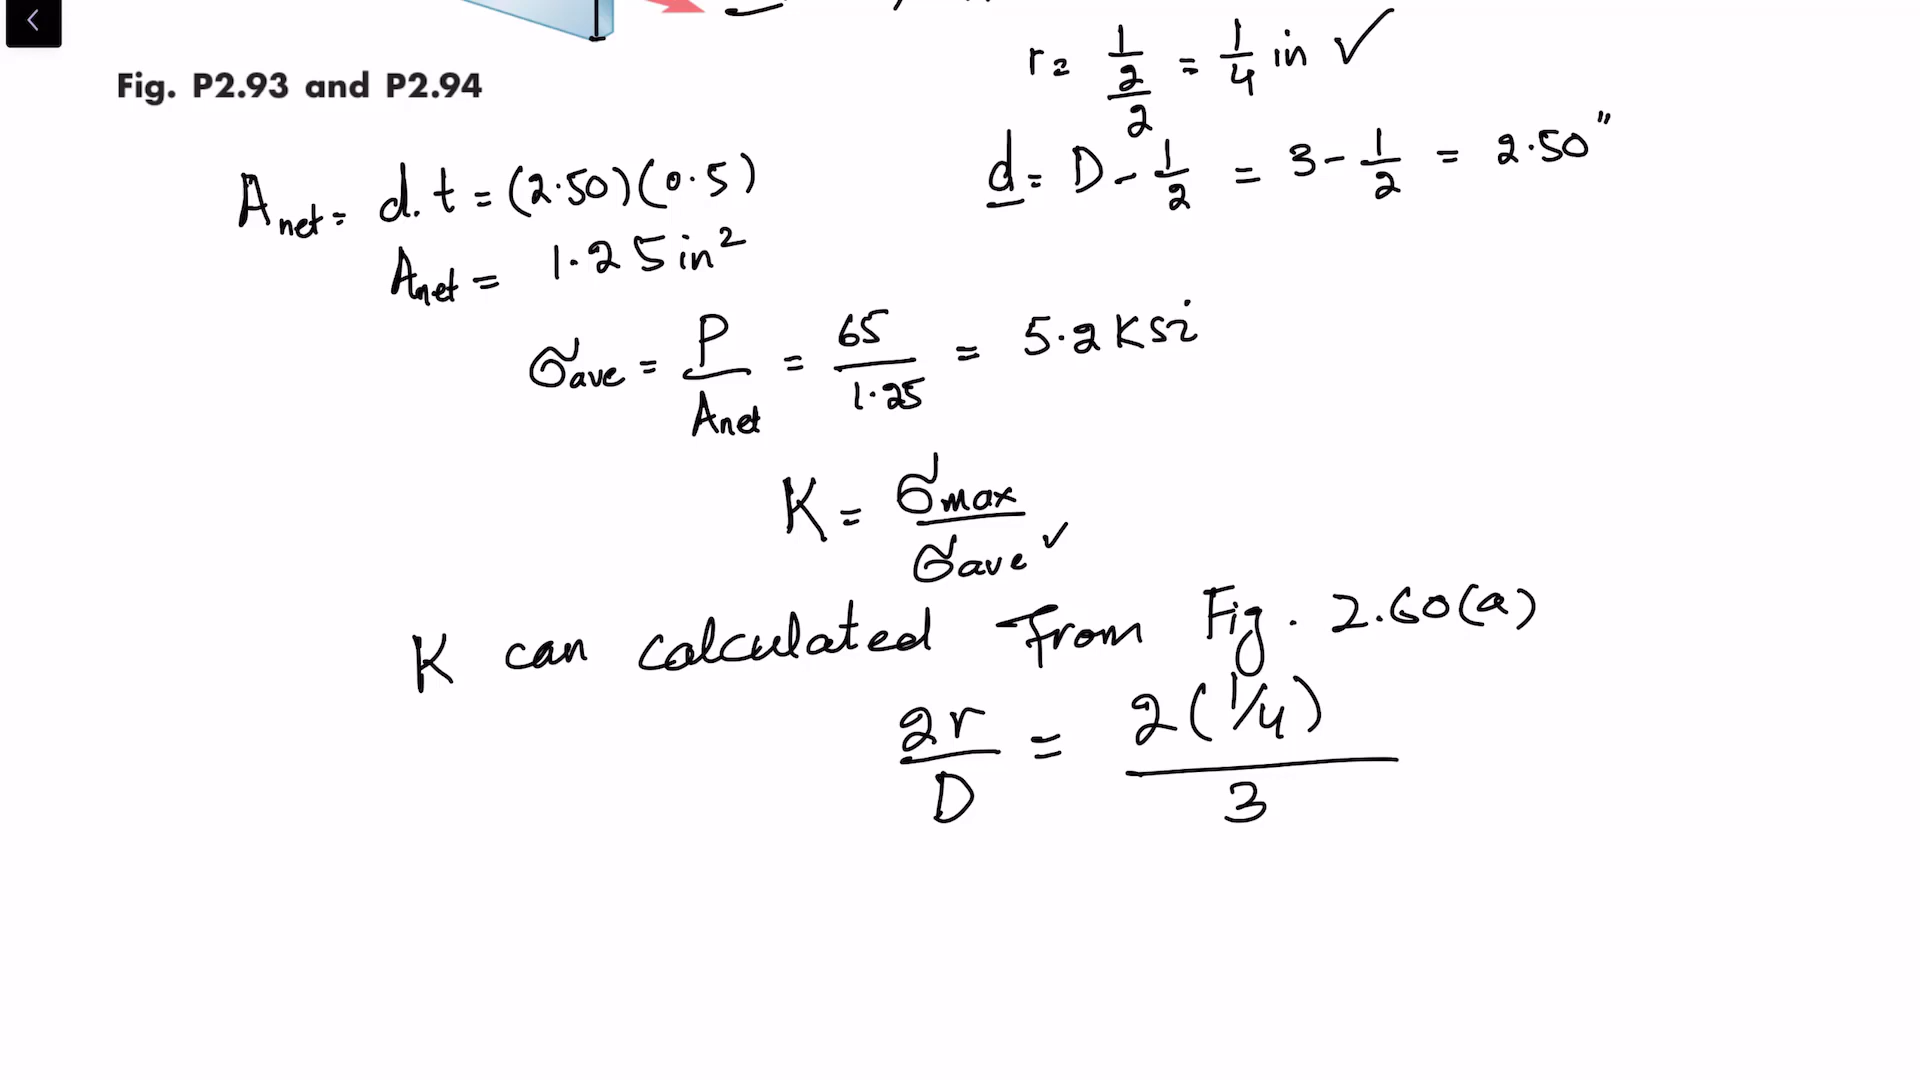 <
r = 1/2/2 = 1/4 in ✓
Fig. P2.93 and P2.94
d = D - 1/2 = 3 - 1/2 = 2.50"
Anet = d.t = (2.50)(0.5)
Anet = 1.25 in²
σave = P/Anet = 65/1.25 = 5.2 Ksi
K = σmax/σave ✓
K can calculated from Fig. 2.60(a)
2r/D = 2(1/4)/3